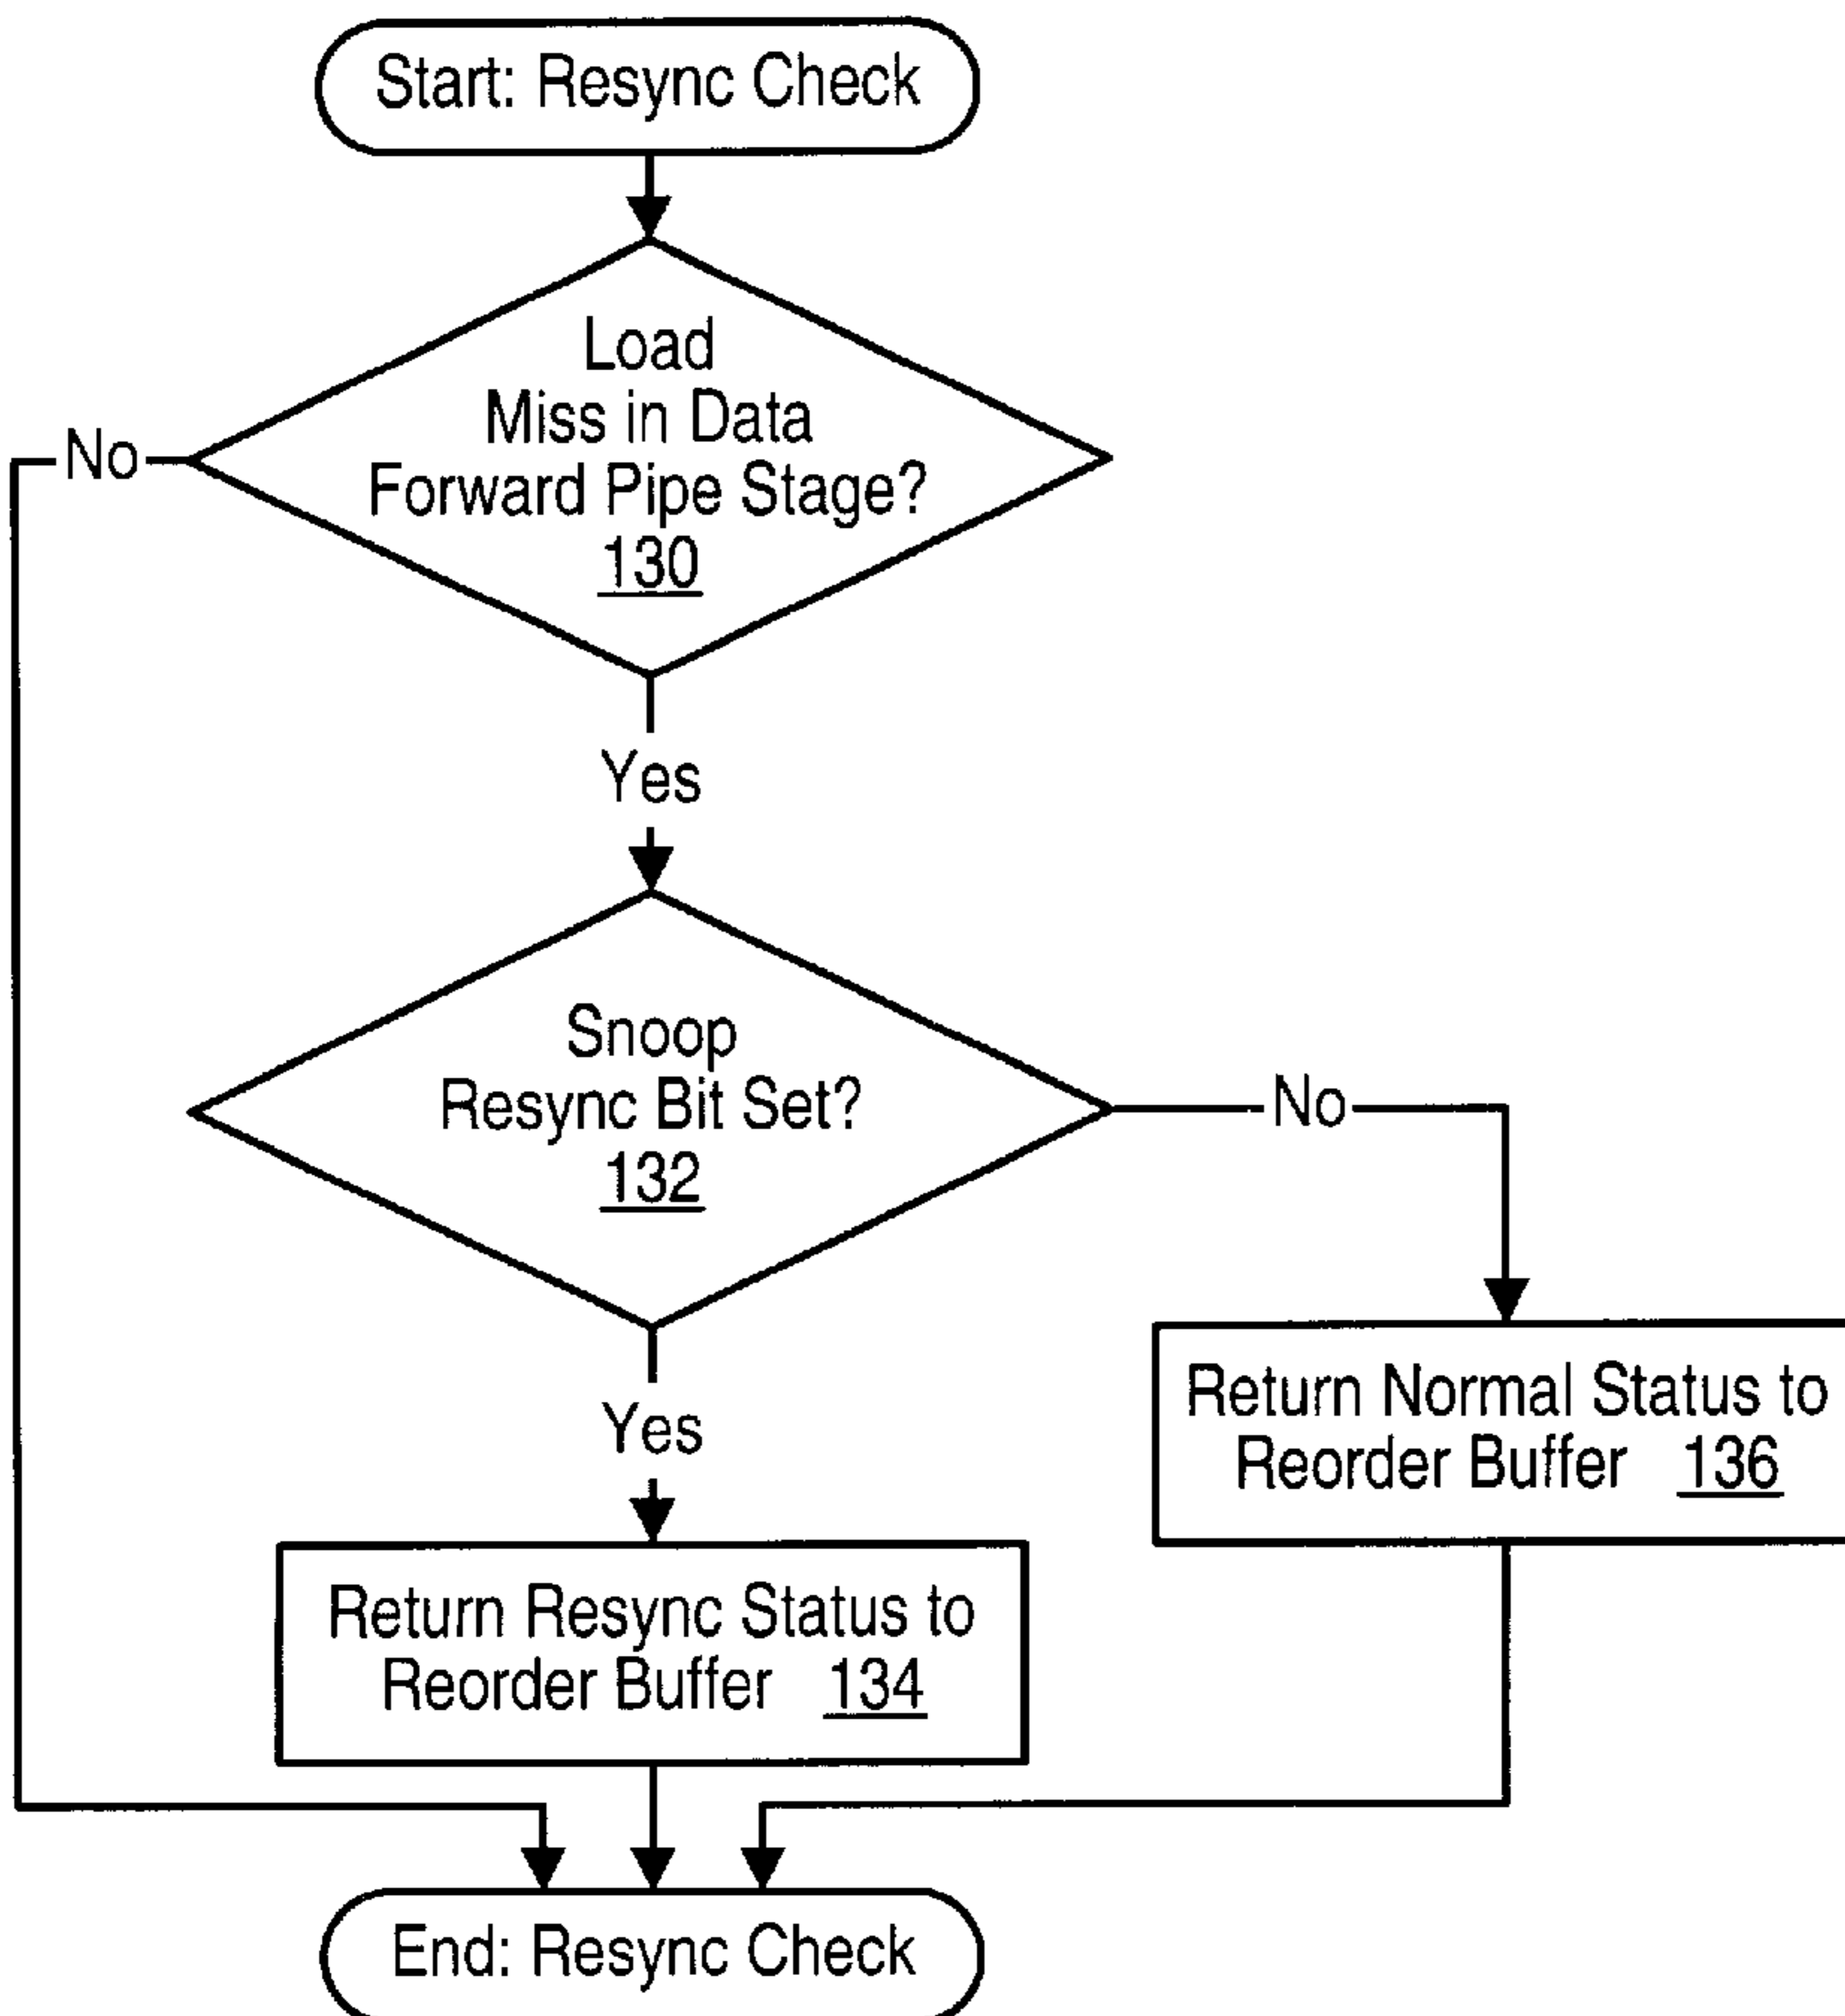 Start: Resync Check
Load
Miss in Data
Forward Pipe Stage?
130
No
Yes
Snoop
Resync Bit Set?
132
No
Yes
Return Normal Status to
Reorder Buffer 136
Return Resync Status to
Reorder Buffer 134
End: Resync Check